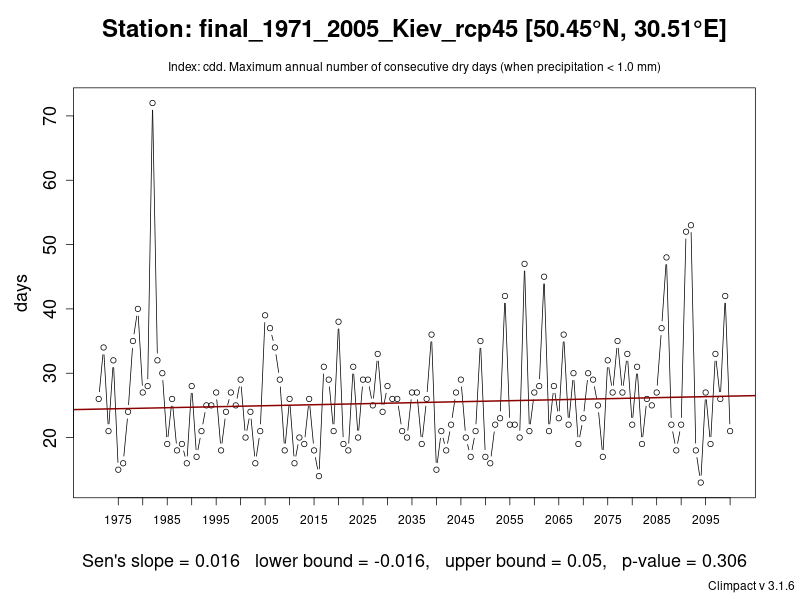 Station: final_1971_2005_Kiev_rcp45 [50.45°N, 30.51°E]
Index: cdd. Maximum annual number of consecutive dry days (when precipitation < 1.0 mm)
70
60
50
40
30
20
days
1975 1985 1995 2005 2015 2025 2035 2045 2055 2065 2075 2085 2095
Sen's slope = 0.016 lower bound = -0.016, upper bound = 0.05, p-value = 0.306
Climpact v 3.1.6